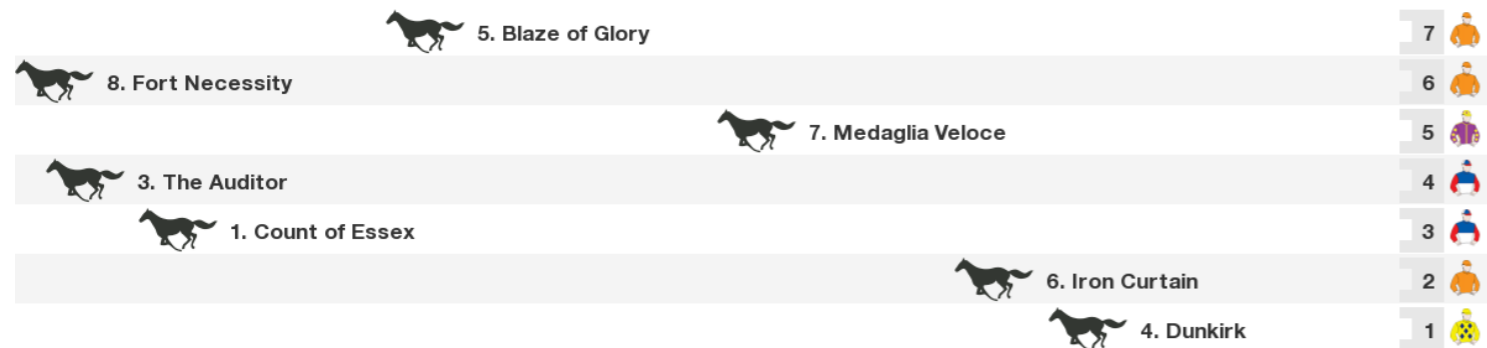 5. Blaze of Glory 7
8. Fort Necessity 6
7. Medaglia Veloce 5
3. The Auditor 4
1. Count of Essex 3
6. Iron Curtain 2
4. Dunkirk 1